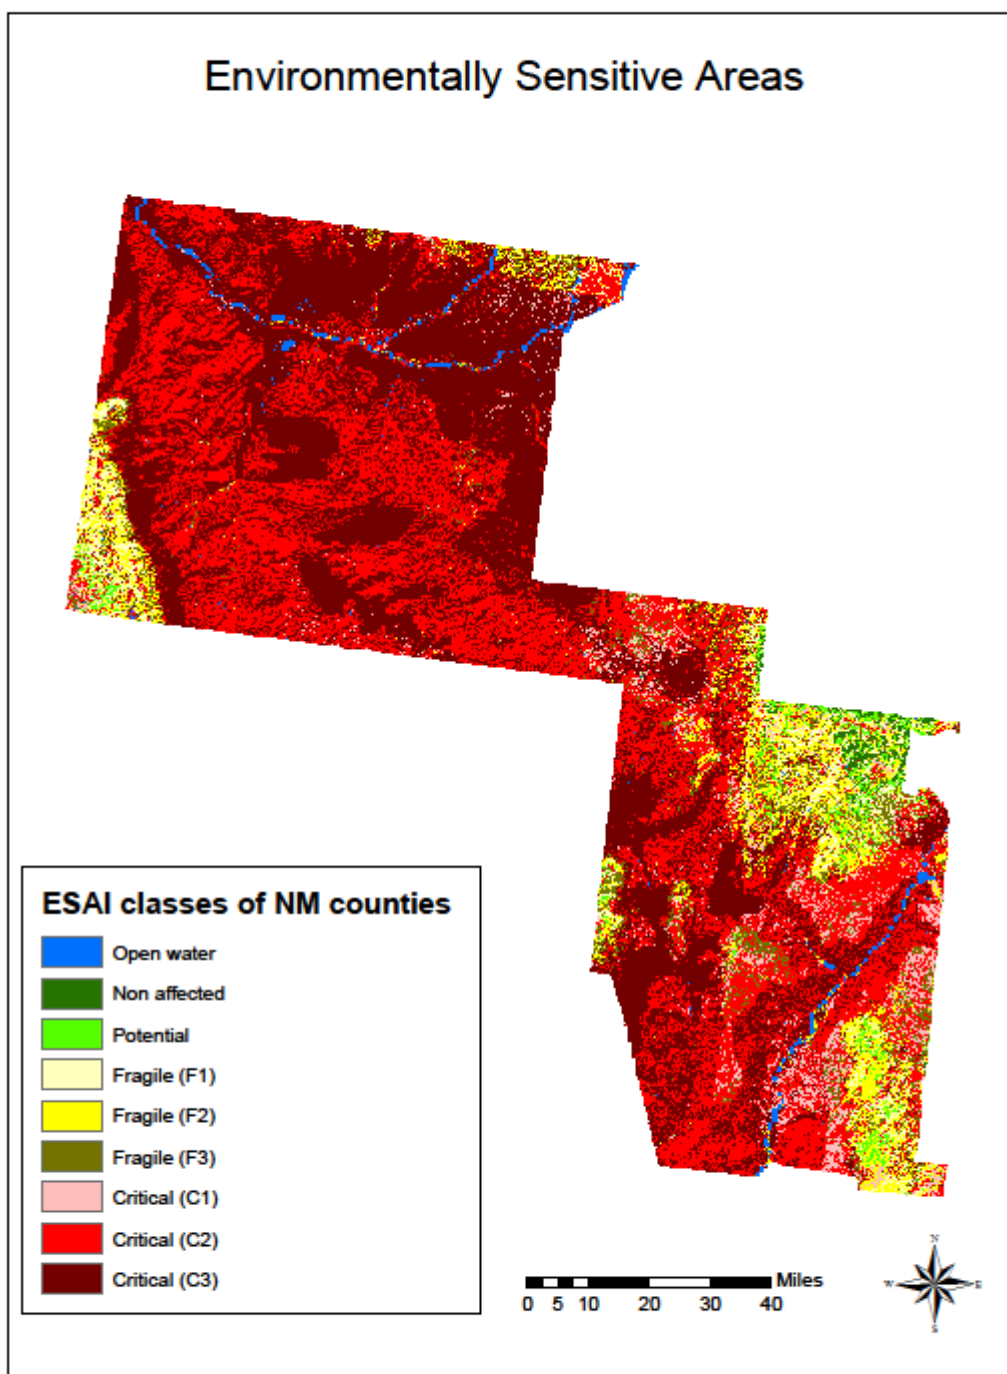 Environmentally Sensitive Areas
ESAI classes of NM counties
Open water
Non affected
Potential
Fragile (F1)
Fragile (F2)
Fragile (F3)
Critical (C1)
Critical (C2)
Critical (C3)
Miles
0 5 10 20 30 40
N
W E
S